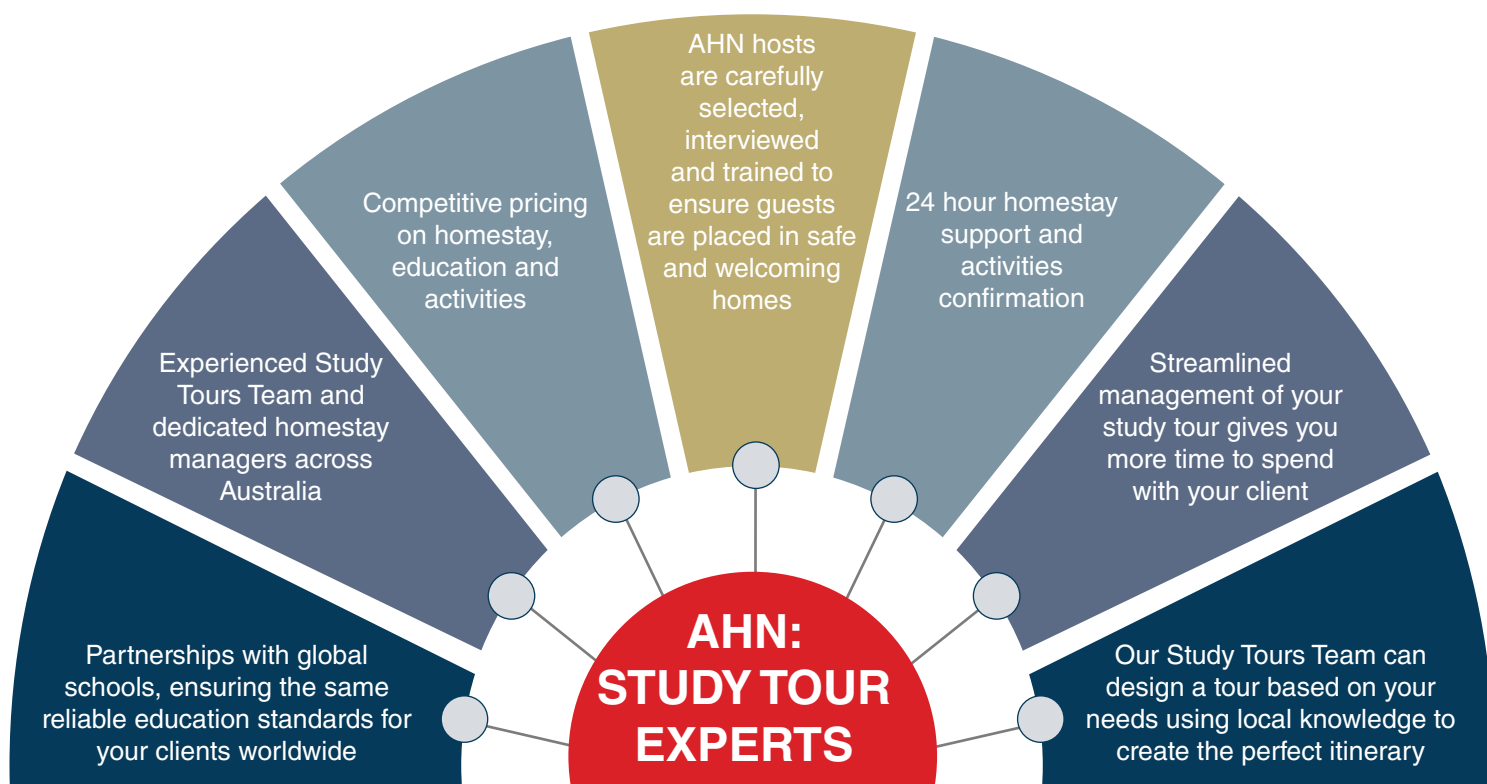 AHN hosts
are carefully
selected,
interviewed
and trained to
ensure guests
are placed in safe
and welcoming
homes
Competitive pricing
on homestay,
education and
activities
24 hour homestay
support and
activities
confirmation
Experienced Study
Tours Team and
dedicated homestay
managers across
Australia
Streamlined
management of your
study tour gives you
more time to spend
with your client
Partnerships with global
schools, ensuring the same
reliable education standards for
your clients worldwide
AHN:
STUDY TOUR
EXPERTS
Our Study Tours Team can
design a tour based on your
needs using local knowledge to
create the perfect itinerary